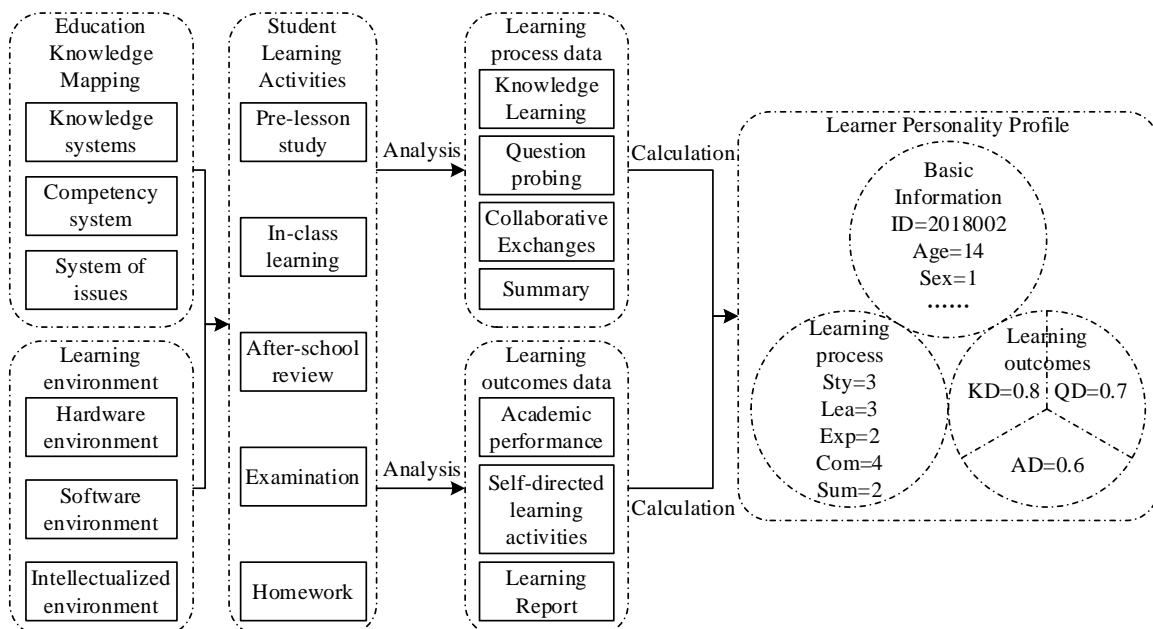 Education
Knowledge
Mapping
Knowledge
systems
Competency
system
System of
issues
Learning
environment
Hardware
environment
Software
environment
Intellectualized
environment
Student
Learning
Activities
Pre-lesson
study
In-class
learning
After-school
review
Examination
Homework
Analysis
Analysis
Learning
process data
Knowledge
Learning
Question
probing
Collaborative
Exchanges
Summary
Learning
outcomes data
Academic
performance
Self-directed
learning
activities
Learning
Report
Calculation
Calculation
Learner Personality Profile
Basic
Information
ID=2018002
Age=14
Sex=1
......
Learning
process
Sty=3
Lea=3
Exp=2
Com=4
Sum=2
Learning
outcomes
KD=0.8 QD=0.7
AD=0.6